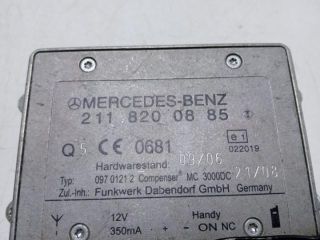 MERCEDES-BENZ
211 820 08 85
Q5 CE 0681 e1
022019
Hardwarestand: 09/06
Typ: 097 0121 2 Compenser MC 3000DC 21/08
Zul.-Inh.: Funkwerk Dabendorf GmbH Germany
12V Handy
350mA ON NC